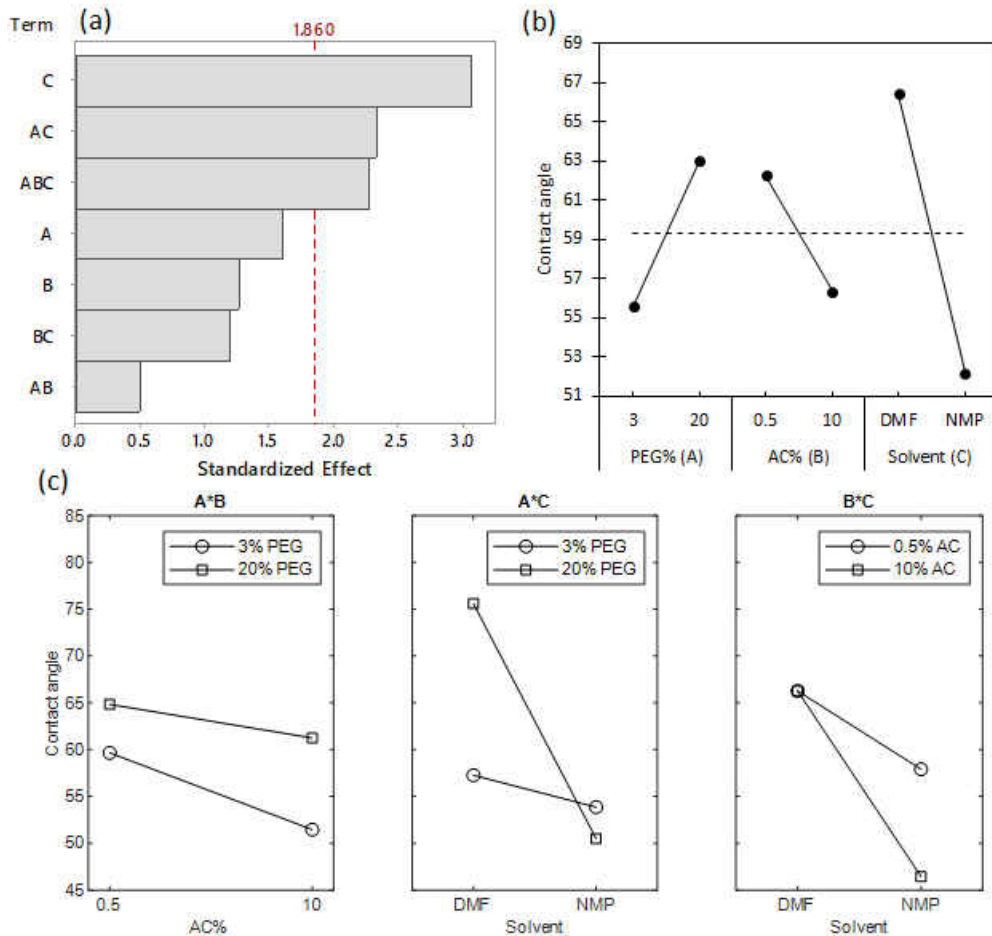 Term (a) 1.860
C
AC
ABC
A
B
BC
AB
0.0 0.5 1.0 1.5 2.0 2.5 3.0
Standardized Effect
(b)
69
67
65
63
61
59
57
55
53
51
Contact angle
3 20 0.5 10 DMF NMP
PEG% (A) AC% (B) Solvent (C)
(c)
A*B A*C B*C
85
80
75
70
65
60
55
50
45
Contact angle
3% PEG
20% PEG
3% PEG
20% PEG
0.5% AC
10% AC
0.5 10 DMF NMP DMF NMP
AC% Solvent Solvent